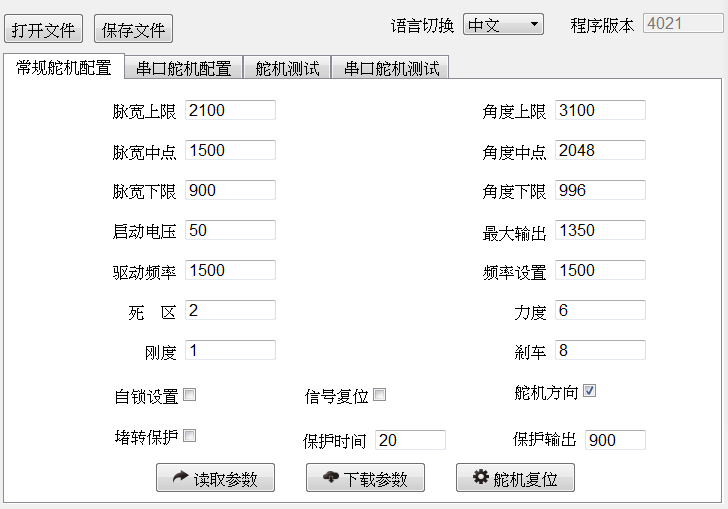 打开文件 保存文件 语言切换 中文 程序版本 4021
常规舵机配置 串口舵机配置 舵机测试 串口舵机测试
脉宽上限 2100 角度上限 3100
脉宽中点 1500 角度中点 2048
脉宽下限 900 角度下限 996
启动电压 50 最大输出 1350
驱动频率 1500 频率设置 1500
死 区 2 力度 6
刚度 1 刹车 8
自锁设置 信号复位 舵机方向
堵转保护 保护时间 20 保护输出 900
读取参数 下载参数 舵机复位